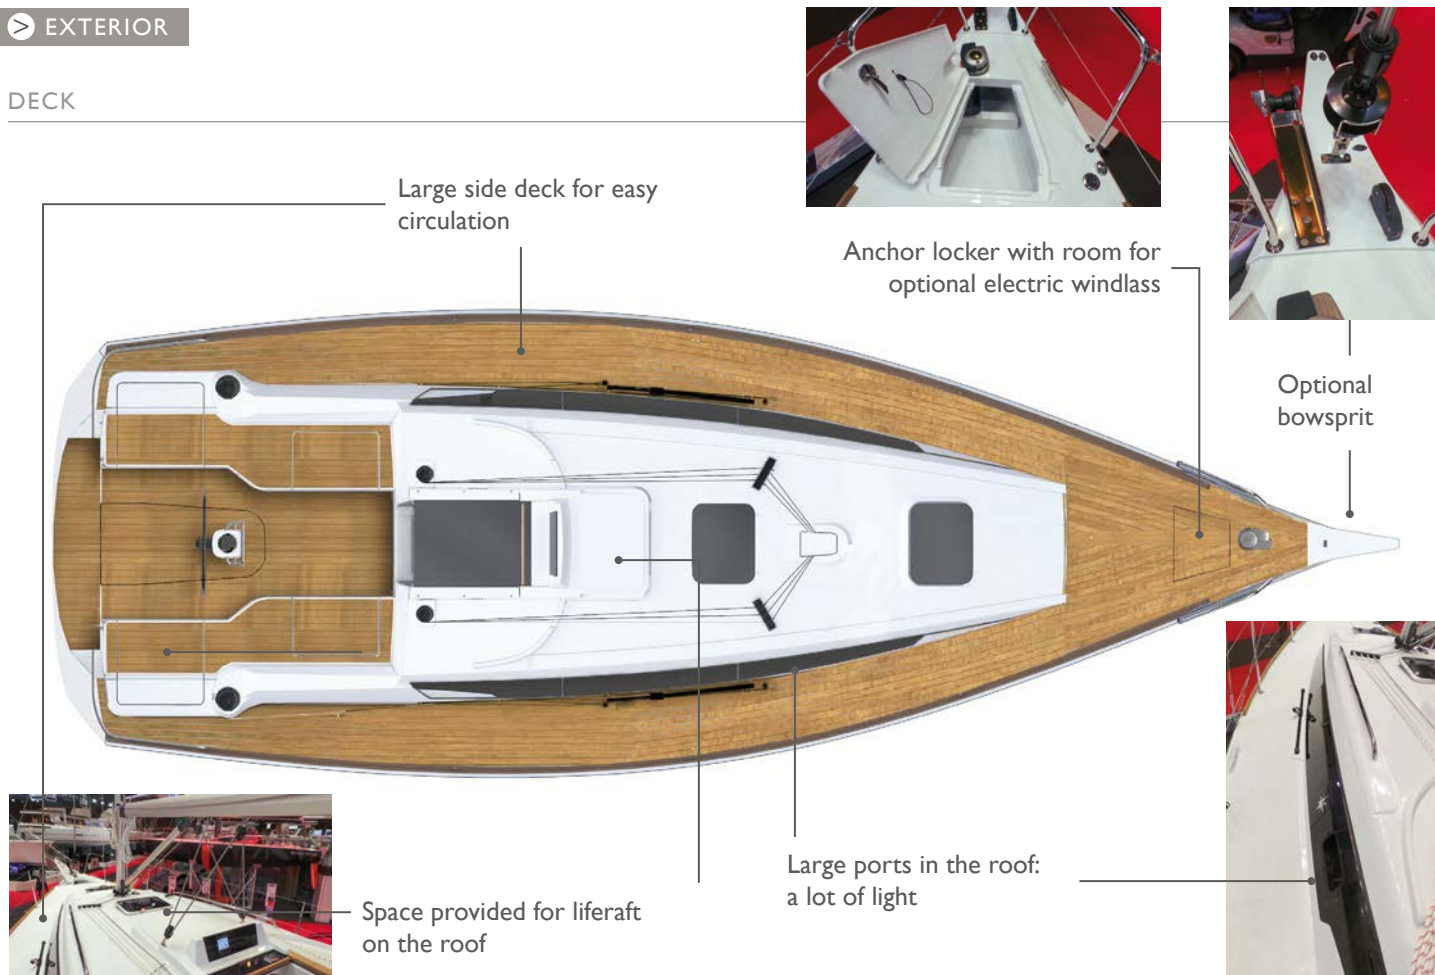 EXTERIOR
DECK
Large side deck for easy
circulation
Anchor locker with room for
optional electric windlass
Optional
bowsprit
Large ports in the roof:
a lot of light
Space provided for liferaft
on the roof